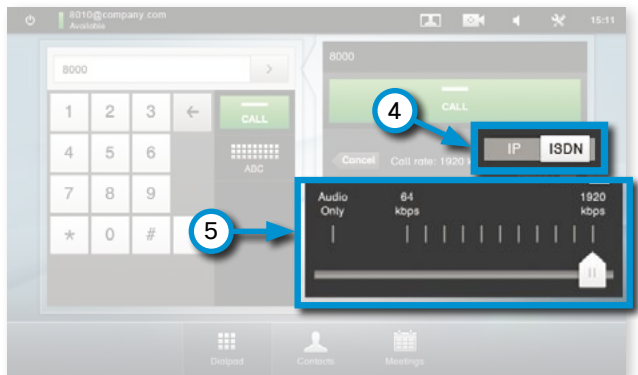 8010@company.com
Available
15:11
8000
8000
CALL
1 2 3
CALL
4 5 6
ABC
7 8 9
* 0 #
4
IP ISDN
Cancel Call rate: 1920 k
5
Audio Only
64 kbps
1920 kbps
Dialpad Contacts Meetings